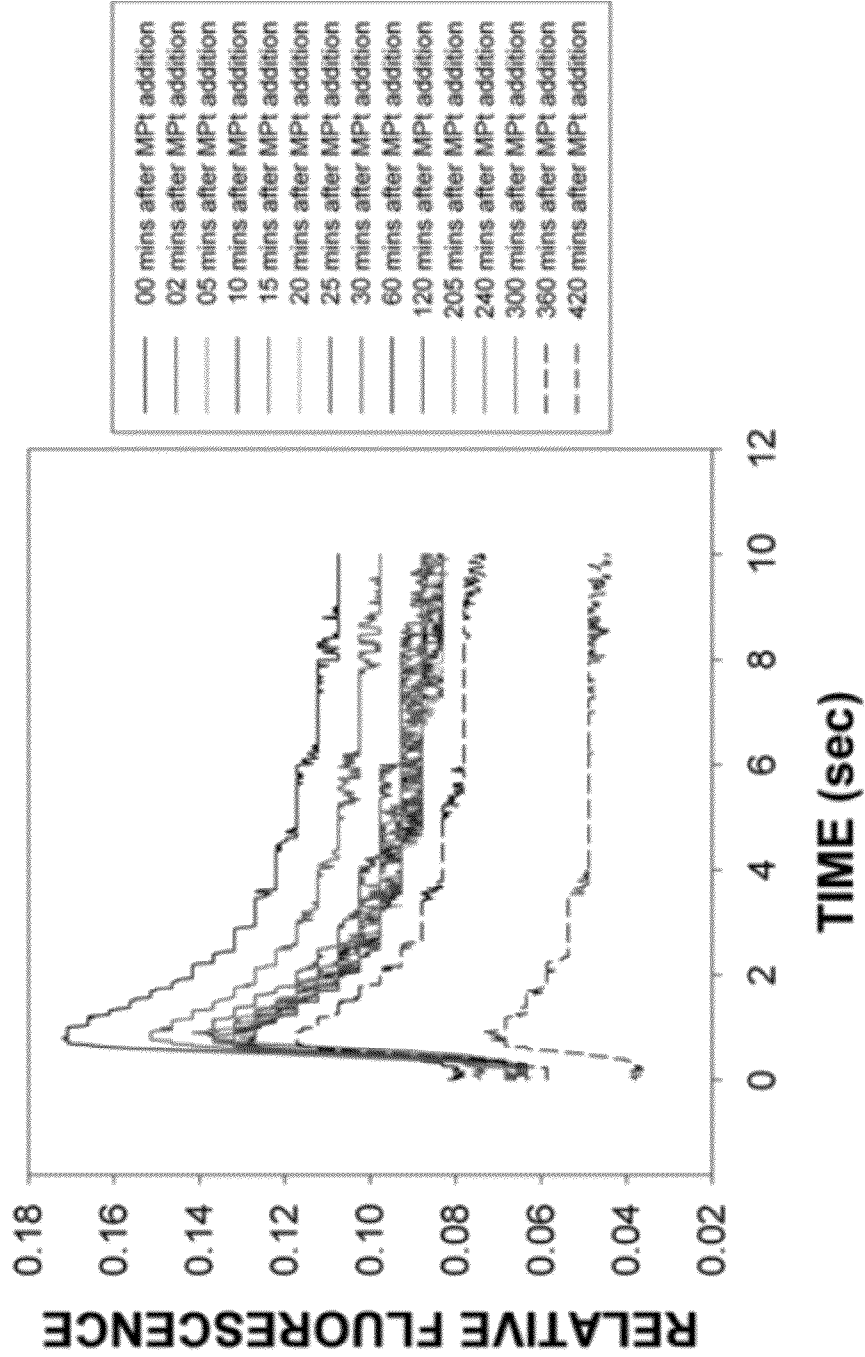 RELATIVE FLUORESCENCE
0.18
0.16
0.14
0.12
0.10
0.08
0.06
0.04
0.02
0
2
4
6
8
10
12
TIME (sec)
00 mins after MPt addition
02 mins after MPt addition
05 mins after MPt addition
10 mins after MPt addition
15 mins after MPt addition
20 mins after MPt addition
25 mins after MPt addition
30 mins after MPt addition
60 mins after MPt addition
120 mins after MPt addition
205 mins after MPt addition
240 mins after MPt addition
300 mins after MPt addition
360 mins after MPt addition
420 mins after MPt addition